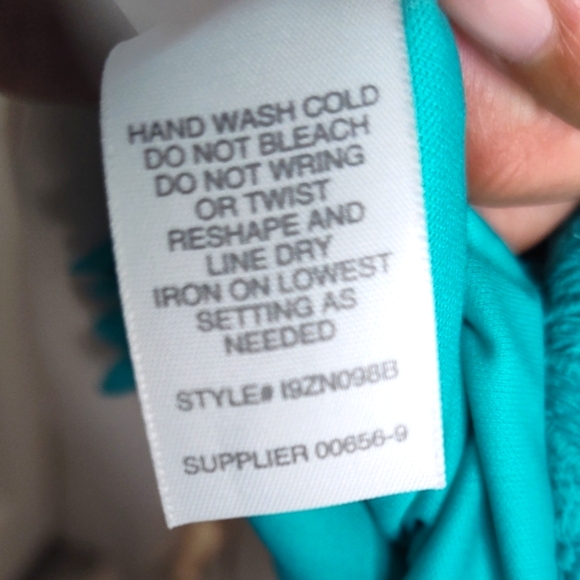 HAND WASH COLD
DO NOT BLEACH
DO NOT WRING
OR TWIST
RESHAPE AND
LINE DRY
IRON ON LOWEST
SETTING AS
NEEDED
STYLE# I9ZN098B
SUPPLIER 00656-9